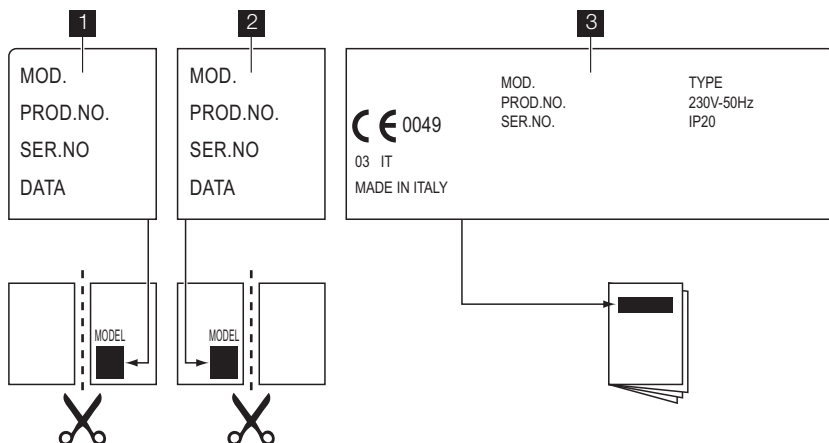 1
2
3
MOD.
PROD.NO.
SER.NO
DATA
MOD.
PROD.NO.
SER.NO
DATA
MOD.
PROD.NO.
SER.NO.
TYPE
230V-50Hz
IP20
CE 0049
03 IT
MADE IN ITALY
MODEL
MODEL